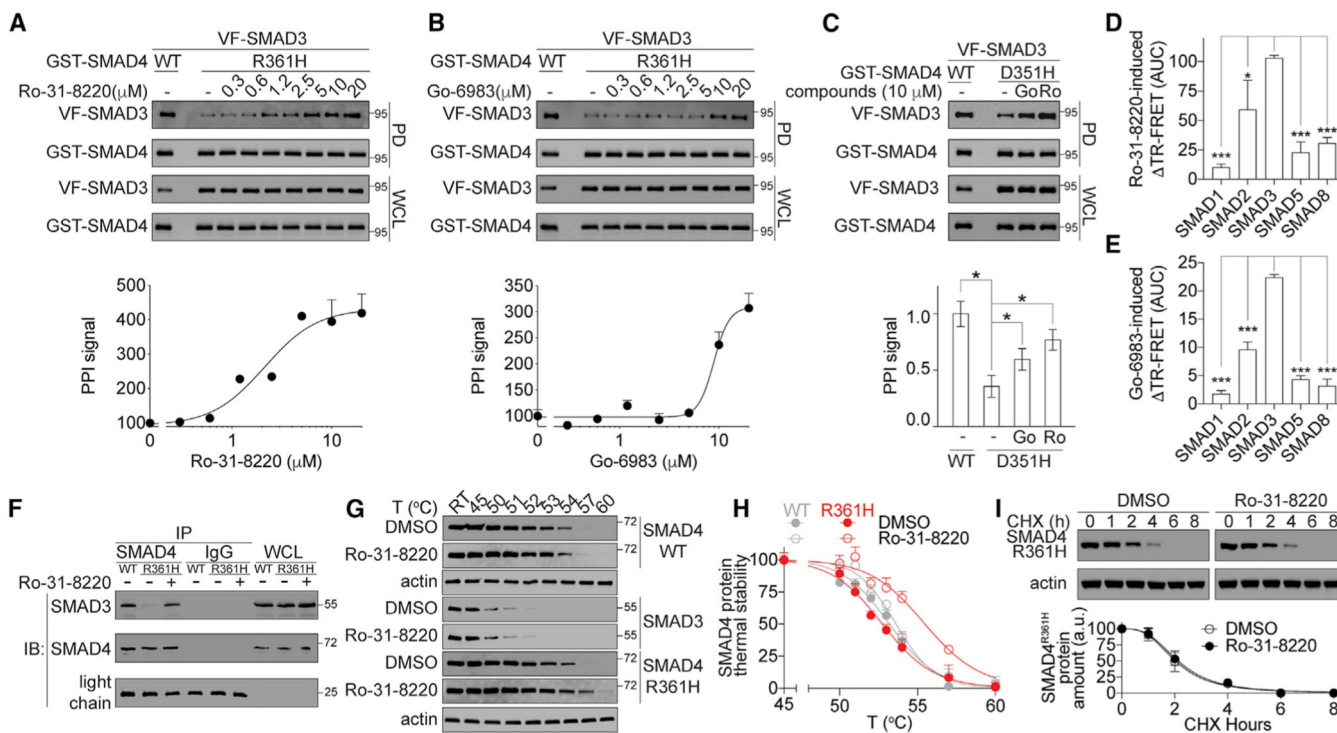 A
VF-SMAD3
GST-SMAD4 WT R361H
Ro-31-8220(μM) - - 0.3 0.6 1.2 2.5 5 10 20
VF-SMAD3 95
GST-SMAD4 95
PD
VF-SMAD3 95
GST-SMAD4 95
WCL
PPI signal
500
400
300
200
100
0 1 10
Ro-31-8220 (μM)
B
VF-SMAD3
GST-SMAD4 WT R361H
Go-6983(μM) - - 0.3 0.6 1.2 2.5 5 10 20
VF-SMAD3 95
GST-SMAD4 95
PD
VF-SMAD3 95
GST-SMAD4 95
WCL
PPI signal
350
300
250
200
150
100
0 1 10
Go-6983 (μM)
C
VF-SMAD3
GST-SMAD4 WT D351H
compounds (10 μM) - - Go Ro
VF-SMAD3 95
GST-SMAD4 95
PD
VF-SMAD3 95
GST-SMAD4 95
WCL
PPI signal
1.0
0.5
0.0
* * *
- - Go Ro
WT D351H
D
Ro-31-8220-induced
ΔTR-FRET (AUC)
100
75
50
25
0
*** * *** ***
SMAD1 SMAD2 SMAD3 SMAD5 SMAD8
E
Go-6983-induced
ΔTR-FRET (AUC)
25
20
15
10
5
0
*** *** *** ***
SMAD1 SMAD2 SMAD3 SMAD5 SMAD8
F
IP
SMAD4 IgG WCL
WT R361H WT R361H WT R361H
Ro-31-8220 - - + - - + - - +
IB:
SMAD3 55
SMAD4 72
light
chain 25
G
T (°C) RT 45 50 51 52 53 54 57 60
DMSO 72
Ro-31-8220 72
SMAD4
WT
actin
DMSO 55
Ro-31-8220 55
SMAD3
DMSO 72
Ro-31-8220 72
SMAD4
R361H
actin
H
WT R361H
DMSO
Ro-31-8220
SMAD4 protein
thermal stability
100
75
50
25
0
45 50 55 60
T (°C)
I
DMSO Ro-31-8220
CHX (h) 0 1 2 4 6 8 0 1 2 4 6 8
SMAD4
R361H
actin
SMAD4R361H
protein
amount (a.u.)
100
75
50
25
0
DMSO
Ro-31-8220
0 2 4 6 8
CHX Hours